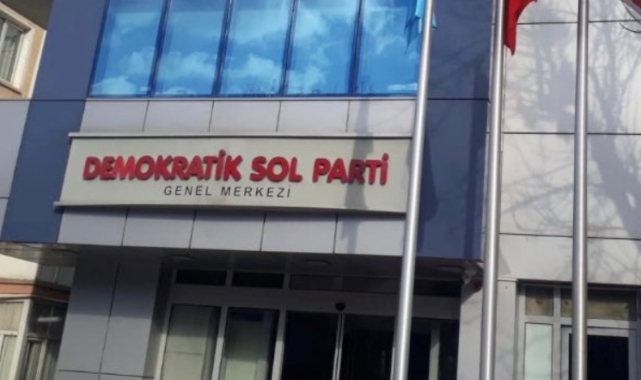 DEMOKRATİK SOL PARTİ
GENEL MERKEZİ